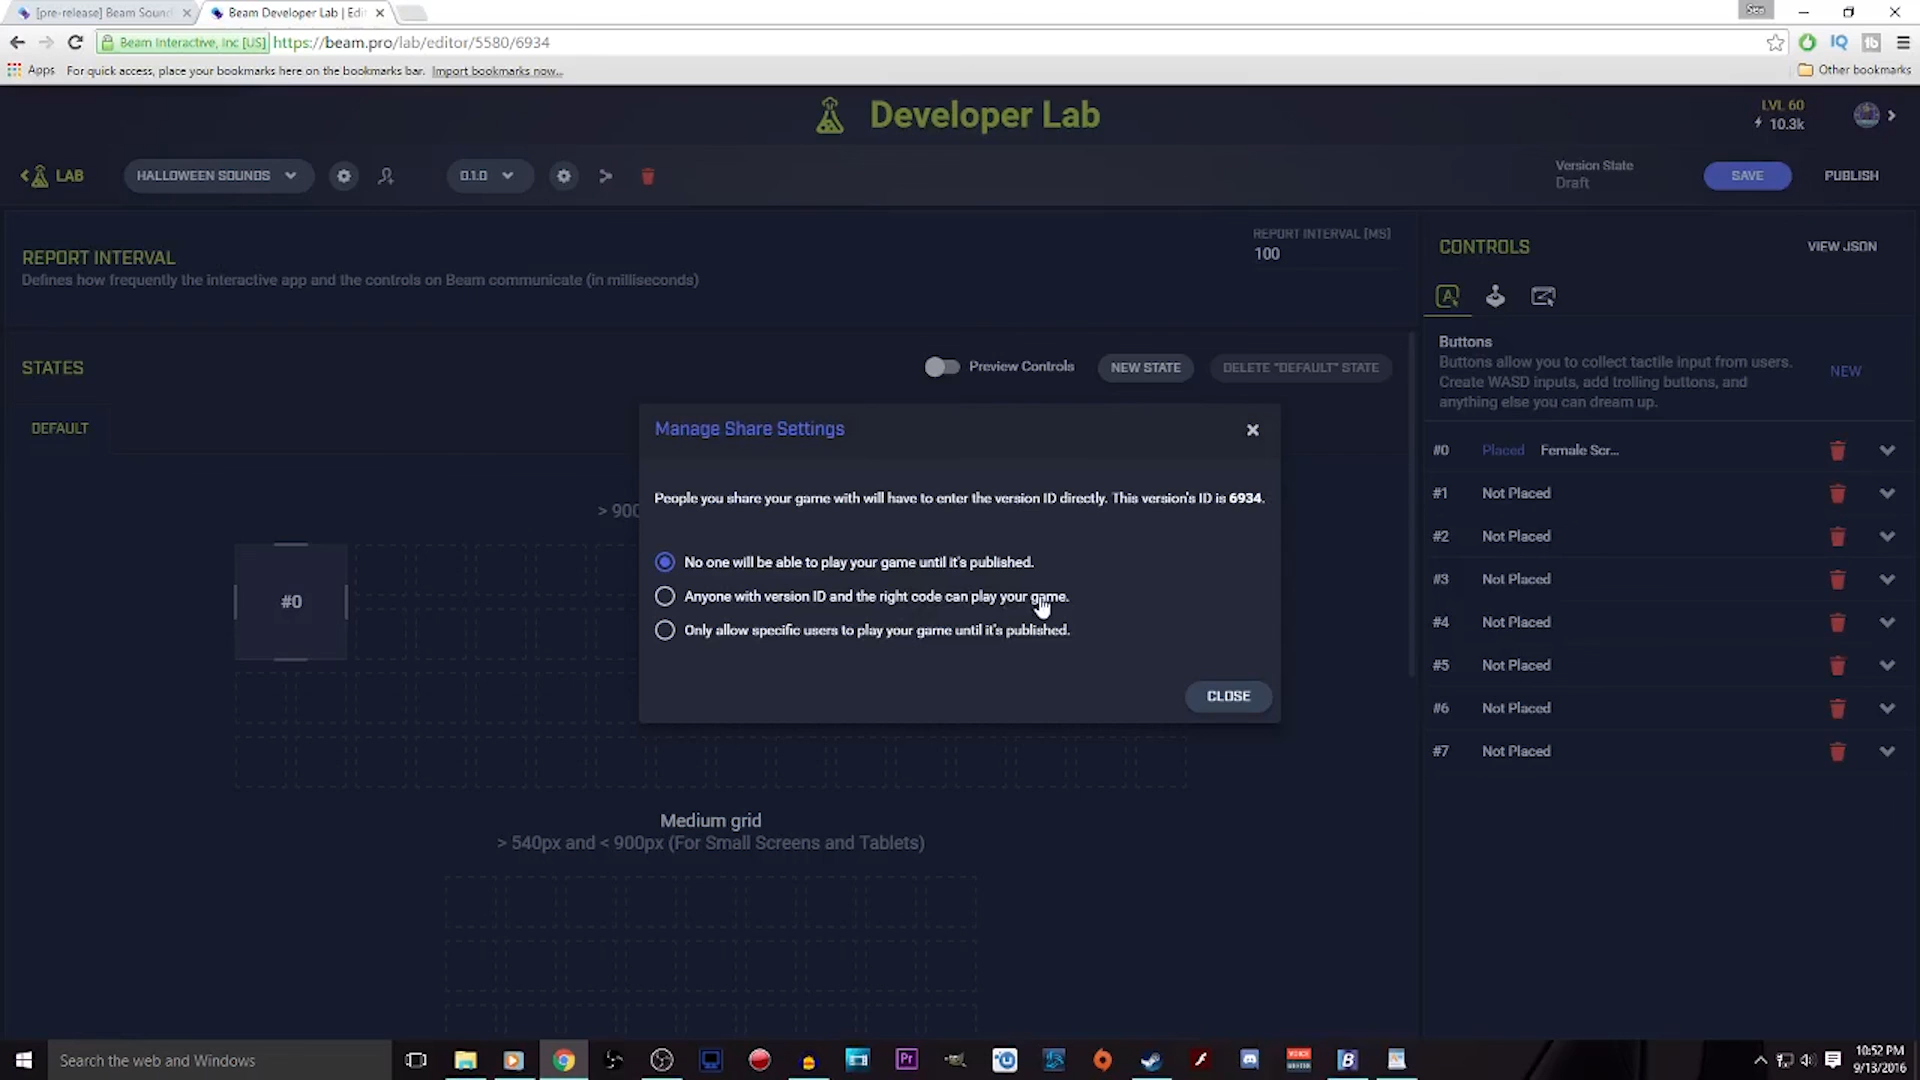 [pre-release] Beam Sound
Beam Developer Lab | Edi
Sea
Beam Interactive, Inc [US]
https://beam.pro/lab/editor/5580/6934
Apps
For quick access, place your bookmarks here on the bookmarks bar. Import bookmarks now...
Other bookmarks
Developer Lab
LVL 60
10.3k
LAB
HALLOWEEN SOUNDS
0.1.0
Version State
Draft
SAVE
PUBLISH
REPORT INTERVAL
Defines how frequently the interactive app and the controls on Beam communicate (in milliseconds)
REPORT INTERVAL [MS]
100
STATES
Preview Controls
NEW STATE
DELETE "DEFAULT" STATE
DEFAULT
> 900
#0
Manage Share Settings
People you share your game with will have to enter the version ID directly. This version's ID is 6934.
No one will be able to play your game until it's published.
Anyone with version ID and the right code can play your game.
Only allow specific users to play your game until it's published.
CLOSE
Medium grid
> 540px and < 900px (For Small Screens and Tablets)
CONTROLS
VIEW JSON
Buttons
Buttons allow you to collect tactile input from users.
Create WASD inputs, add trolling buttons, and
anything else you can dream up.
NEW
#0 Placed Female Scr...
#1 Not Placed
#2 Not Placed
#3 Not Placed
#4 Not Placed
#5 Not Placed
#6 Not Placed
#7 Not Placed
Search the web and Windows
10:52 PM
9/13/2016